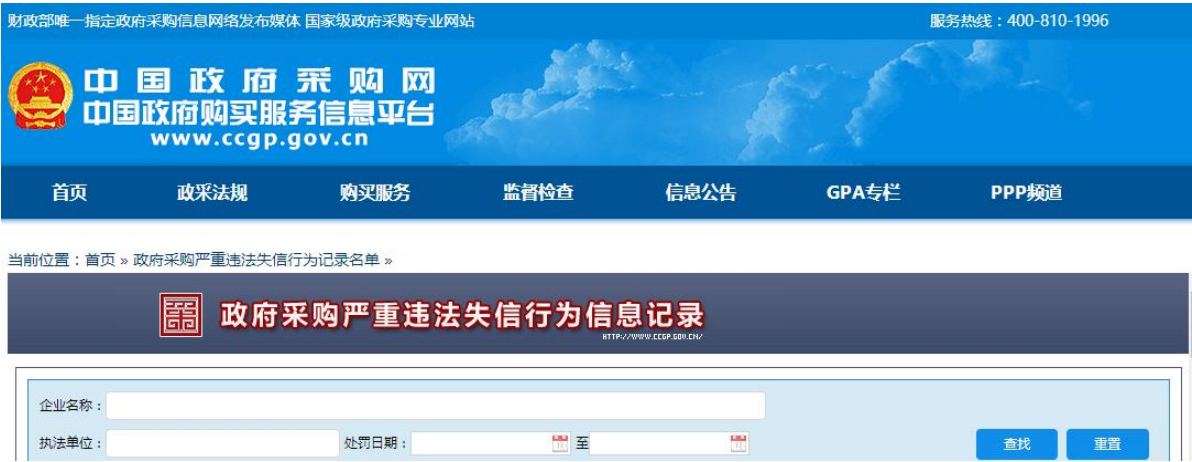 财政部唯一指定政府采购信息网络发布媒体 国家级政府采购专业网站 服务热线：400-810-1996
中国政府采购网
中国政府购买服务信息平台
www.ccgp.gov.cn
首页 政采法规 购买服务 监督检查 信息公告 GPA专栏 PPP频道
当前位置：首页 » 政府采购严重违法失信行为记录名单 »
政府采购严重违法失信行为信息记录
HTTP://WWW.CCGP.GOV.CN/
企业名称：
执法单位： 处罚日期： 至 查找 重置